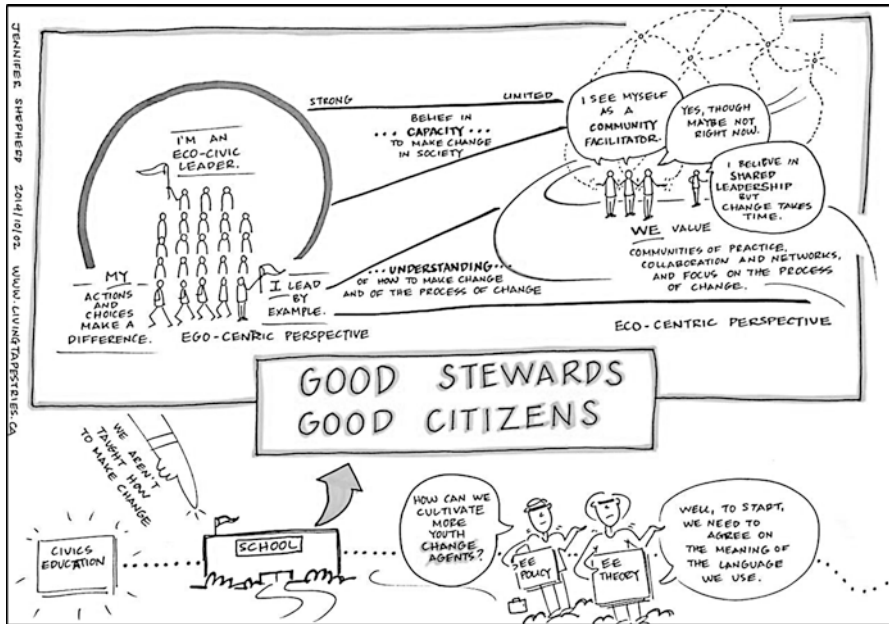 JENNIFER SHEPHERD 2014/10/02 WWW.LIVINGTAPESTRIES.CA
I'M AN
ECO-CIVIC
LEADER.
MY
ACTIONS
AND
CHOICES
MAKE A
DIFFERENCE.
I LEAD
BY
EXAMPLE.
EGO-CENTRIC PERSPECTIVE
STRONG
LIMITED
BELIEF IN
... CAPACITY ...
TO MAKE CHANGE
IN SOCIETY
... UNDERSTANDING ...
OF HOW TO MAKE CHANGE
AND OF THE PROCESS OF CHANGE
I SEE MYSELF
AS A
COMMUNITY
FACILITATOR.
YES, THOUGH
MAYBE NOT
RIGHT NOW.
I BELIEVE IN
SHARED
LEADERSHIP
BUT
CHANGE TAKES
TIME.
WE VALUE
COMMUNITIES OF PRACTICE,
COLLABORATION AND NETWORKS,
AND FOCUS ON THE PROCESS
OF CHANGE.
ECO-CENTRIC PERSPECTIVE
GOOD STEWARDS
GOOD CITIZENS
WE AREN'T
TAUGHT HOW
TO MAKE CHANGE
CIVICS
EDUCATION
SCHOOL
HOW CAN WE
CULTIVATE
MORE
YOUTH
CHANGE
AGENTS?
EE
POLICY
EE
THEORY
WELL, TO START,
WE NEED TO
AGREE ON
THE MEANING OF
THE LANGUAGE
WE USE.